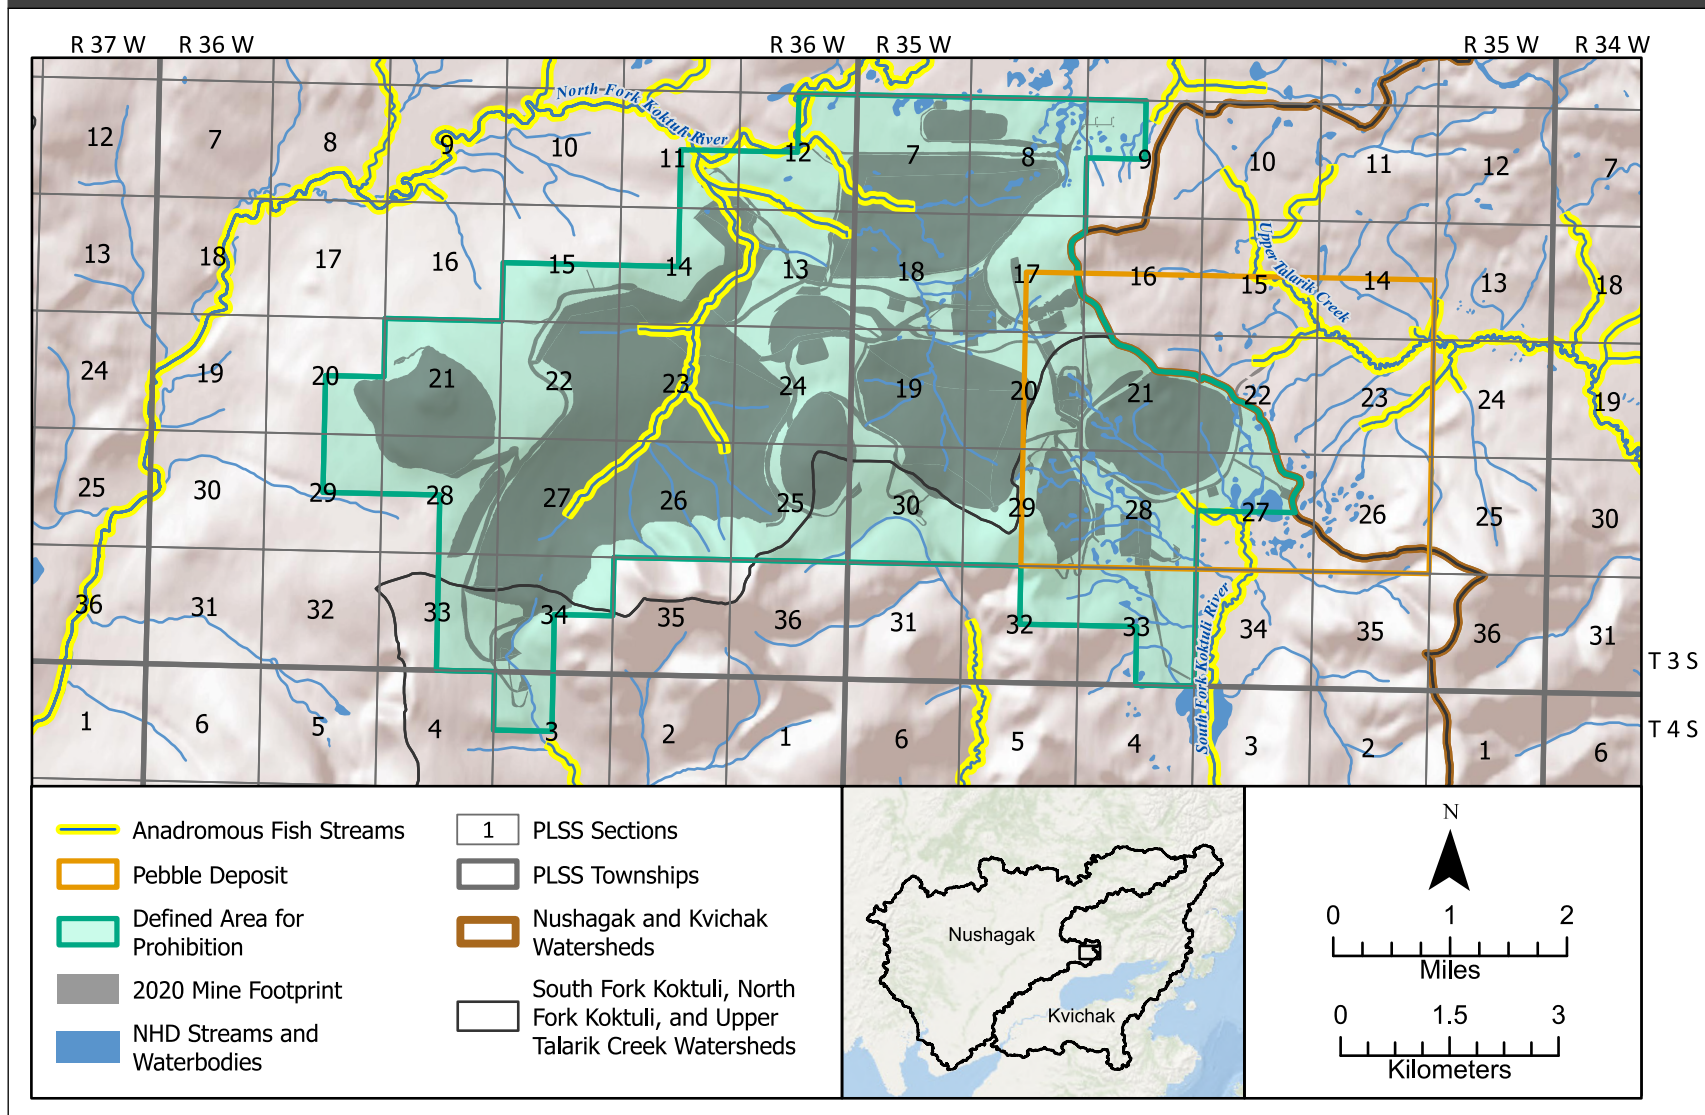 R 37 W R 36 W R 36 W R 35 W R 35 W R 34 W
North Fork Koktuli River
12 7 8 9 10 11 12 7 8 9 10 11 12 7
Upper Talarik Creek
13 18 17 16 15 14 13 18 17 16 15 14 13 18
24 19 20 21 22 23 24 19 20 21 22 23 24 19
25 30 29 28 27 26 25 30 29 28 27 26 25 30
South Fork Koktuli River
36 31 32 33 34 35 36 31 32 33 34 35 36 31
T 3 S
1 6 5 4 3 2 1 6 5 4 3 2 1 6
T 4 S
Anadromous Fish Streams
Pebble Deposit
Defined Area for
Prohibition
2020 Mine Footprint
NHD Streams and
Waterbodies
1 PLSS Sections
PLSS Townships
Nushagak and Kvichak
Watersheds
South Fork Koktuli, North
Fork Koktuli, and Upper
Talarik Creek Watersheds
Nushagak
Kvichak
N
0 1 2
Miles
0 1.5 3
Kilometers